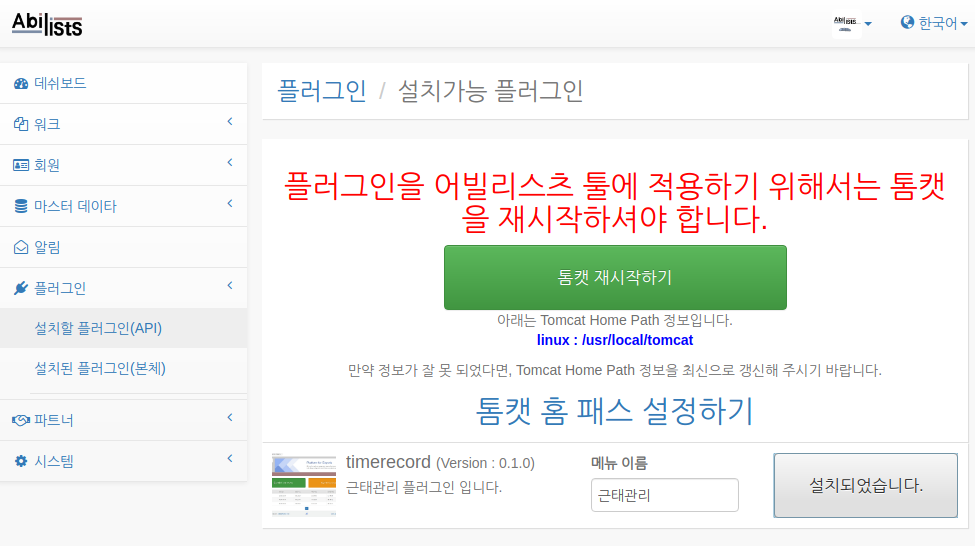 Abilists
Abilists
한국어
데쉬보드
워크
회원
마스터 데이타
알림
플러그인
설치할 플러그인(API)
설치된 플러그인(본체)
파트너
시스템
플러그인 / 설치가능 플러그인
플러그인을 어빌리스츠 툴에 적용하기 위해서는 톰캣
을 재시작하셔야 합니다.
톰캣 재시작하기
아래는 Tomcat Home Path 정보입니다.
linux : /usr/local/tomcat
만약 정보가 잘 못 되었다면, Tomcat Home Path 정보을 최신으로 갱신해 주시기 바랍니다.
톰캣 홈 패스 설정하기
timerecord (Version : 0.1.0)
근태관리 플러그인 입니다.
메뉴 이름
근태관리
설치되었습니다.